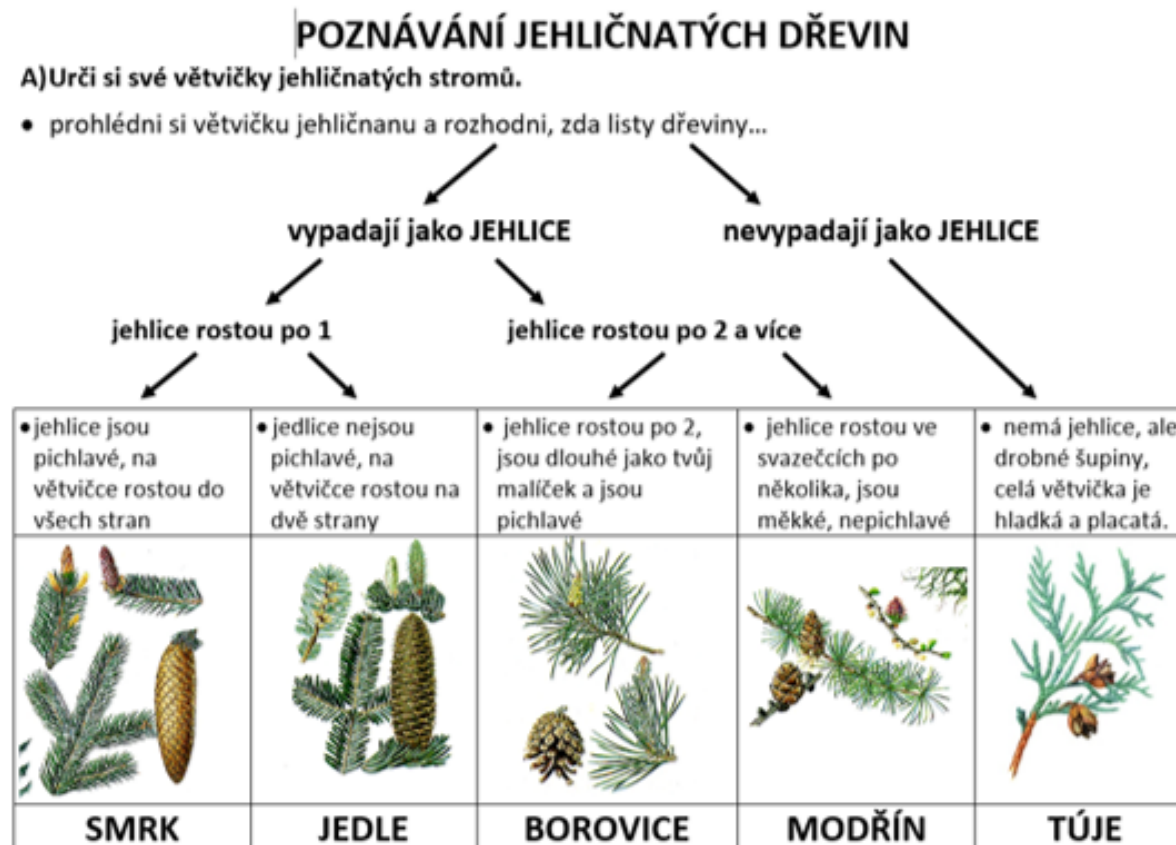 POZNÁVÁNÍ JEHLIČNATÝCH DŘEVIN
A)Urči si své větvičky jehličnatých stromů.
• prohlédni si větvičku jehličnanu a rozhodni, zda listy dřeviny...
vypadají jako JEHLICE
nevypadají jako JEHLICE
jehlice rostou po 1
jehlice rostou po 2 a více
• jehlice jsou
pichlavé, na
větvičce rostou do
všech stran
• jedlice nejsou
pichlavé, na
větvičce rostou na
dvě strany
• jehlice rostou po 2,
jsou dlouhé jako tvůj
malíček a jsou
pichlavé
• jehlice rostou ve
svazečcích po
několika, jsou
měkké, nepichlavé
• nemá jehlice, ale
drobné šupiny,
celá větvička je
hladká a placatá.
SMRK
JEDLE
BOROVICE
MODŘÍN
TÚJE